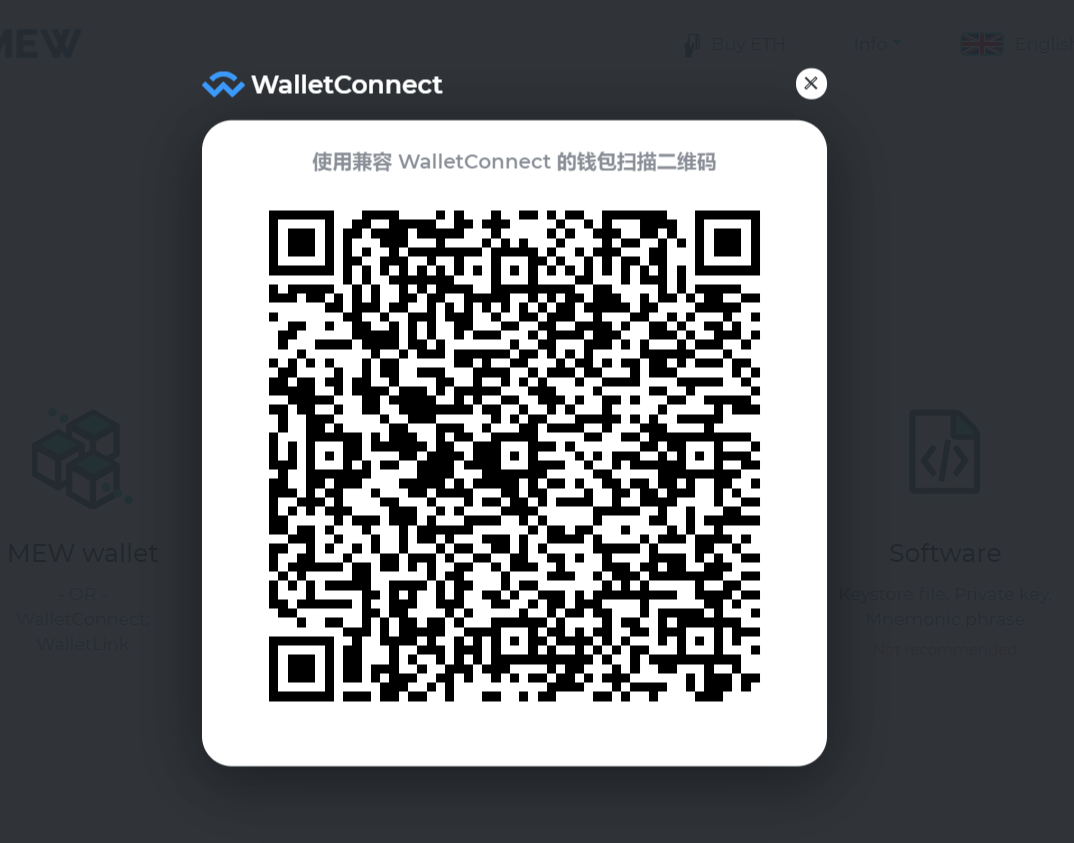 MEW
Buy ETH
Info
English
WalletConnect
使用兼容 WalletConnect 的钱包扫描二维码
MEW wallet
- OR -
WalletConnect,
WalletLink
Software
Keystore file, Private key,
Mnemonic phrase
Not recommended